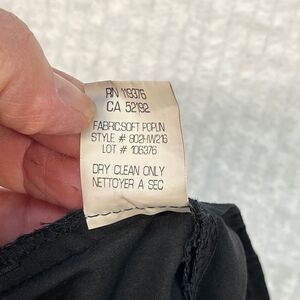 RN 119376
CA 52192
FABRIC:SOFT POPLIN
STYLE # 802HW216
LOT # 106376
DRY CLEAN ONLY
NETTOYER A SEC